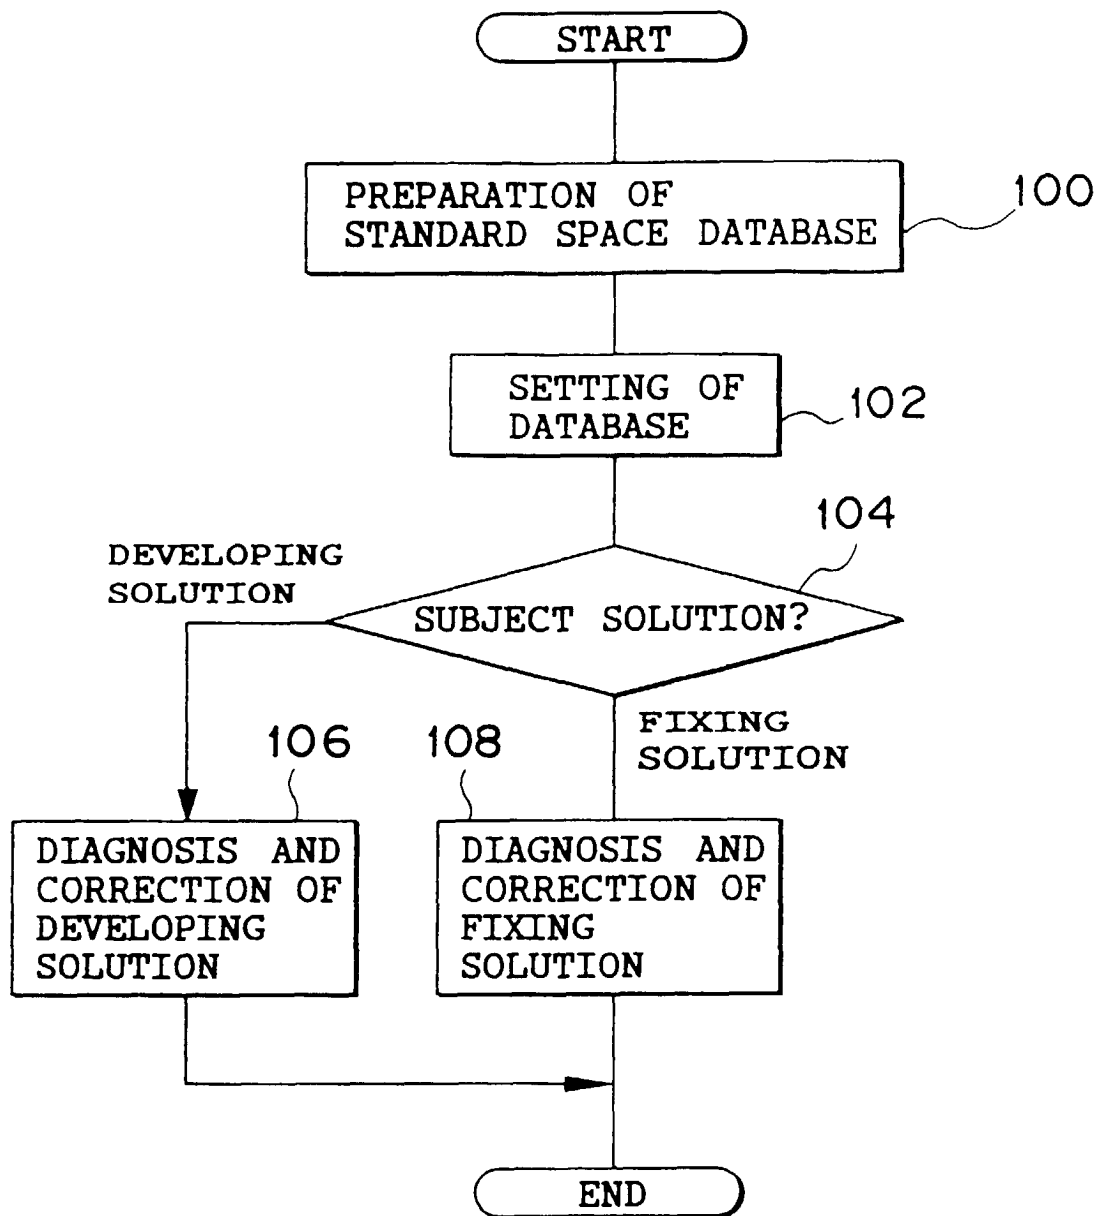 START
PREPARATION OF
STANDARD SPACE DATABASE
100
SETTING OF
DATABASE
102
104
DEVELOPING
SOLUTION
SUBJECT SOLUTION?
FIXING
SOLUTION
106
108
DIAGNOSIS AND
CORRECTION OF
DEVELOPING
SOLUTION
DIAGNOSIS AND
CORRECTION OF
FIXING
SOLUTION
END